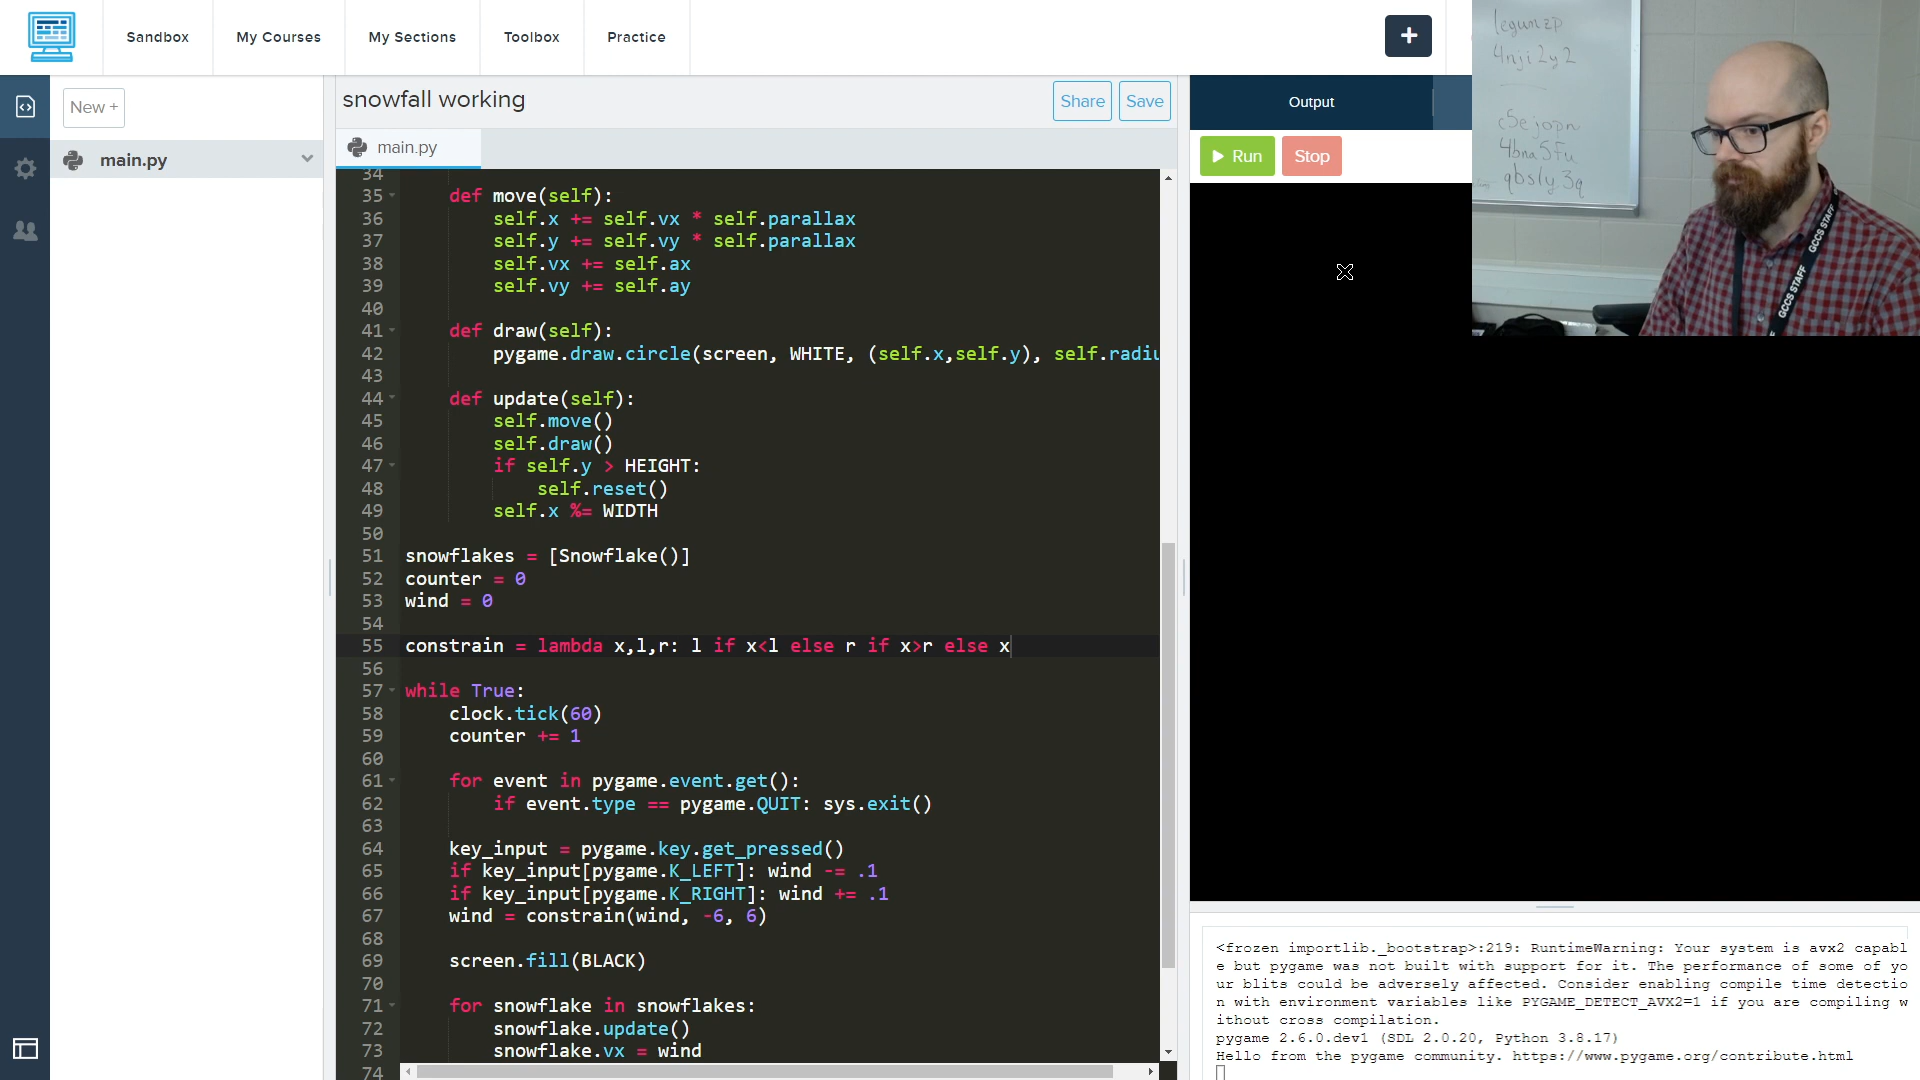 Sandbox
My Courses
My Sections
Toolbox
Practice
+
New +
main.py
snowfall working
Share
Save
main.py
34
35 def move(self):
36 self.x += self.vx * self.parallax
37 self.y += self.vy * self.parallax
38 self.vx += self.ax
39 self.vy += self.ay
40
41 def draw(self):
42 pygame.draw.circle(screen, WHITE, (self.x,self.y), self.radiu
43
44 def update(self):
45 self.move()
46 self.draw()
47 if self.y > HEIGHT:
48 self.reset()
49 self.x %= WIDTH
50
51 snowflakes = [Snowflake()]
52 counter = 0
53 wind = 0
54
55 constrain = lambda x,l,r: l if x<l else r if x>r else x
56
57 while True:
58 clock.tick(60)
59 counter += 1
60
61 for event in pygame.event.get():
62 if event.type == pygame.QUIT: sys.exit()
63
64 key_input = pygame.key.get_pressed()
65 if key_input[pygame.K_LEFT]: wind -= .1
66 if key_input[pygame.K_RIGHT]: wind += .1
67 wind = constrain(wind, -6, 6)
68
69 screen.fill(BLACK)
70
71 for snowflake in snowflakes:
72 snowflake.update()
73 snowflake.vx = wind
74
Output
Run
Stop
legumzp
4nji2y2
c5ejopn
4bna5fu
qbsly3q
GCCS STAFF
GCCS STAFF
<frozen importlib._bootstrap>:219: RuntimeWarning: Your system is avx2 capabl
e but pygame was not built with support for it. The performance of some of yo
ur blits could be adversely affected. Consider enabling compile time detectio
n with environment variables like PYGAME_DETECT_AVX2=1 if you are compiling w
ithout cross compilation.
pygame 2.6.0.dev1 (SDL 2.0.20, Python 3.8.17)
Hello from the pygame community. https://www.pygame.org/contribute.html